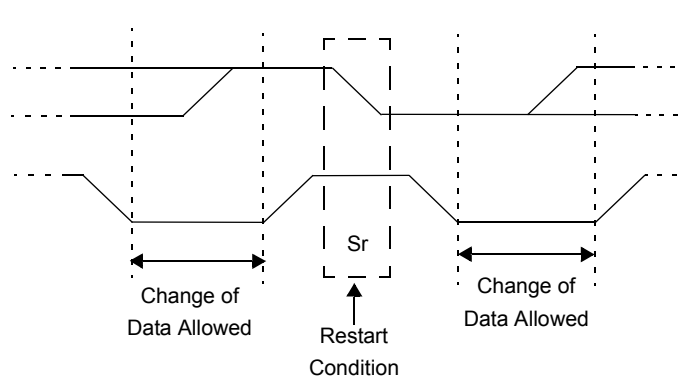 Sr
Change of
Data Allowed
Change of
Data Allowed
Restart
Condition